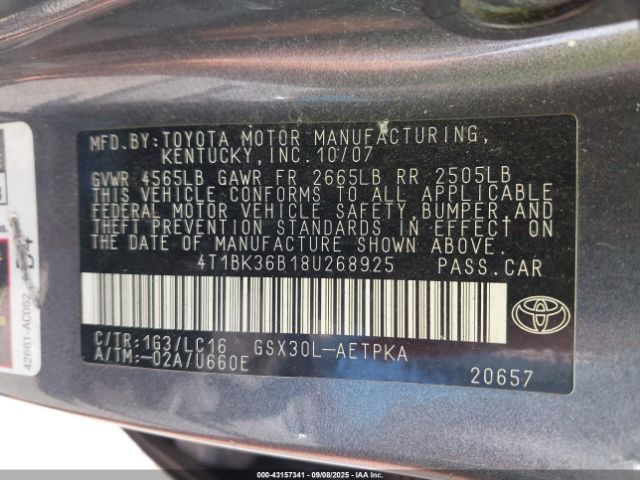 MFD.BY:TOYOTA MOTOR MANUFACTURING,
KENTUCKY,INC.10/07
GVWR 4565LB GAWR FR 2665LB RR 2505LB
THIS VEHICLE CONFORMS TO ALL APPLICABLE
FEDERAL MOTOR VEHICLE SAFETY,BUMPER,AND
THEFT PREVENTION STANDARDS IN EFFECT ON
THE DATE OF MANUFACTURE SHOWN ABOVE.
4T1BK36B18U268925 PASS.CAR
C/TR:1G3/LC16 GSX30L-AETPKA
A/TM:-02A/U660E
20657
42661-AC062
000-43157341 - 09/08/2025 - IAA Inc.